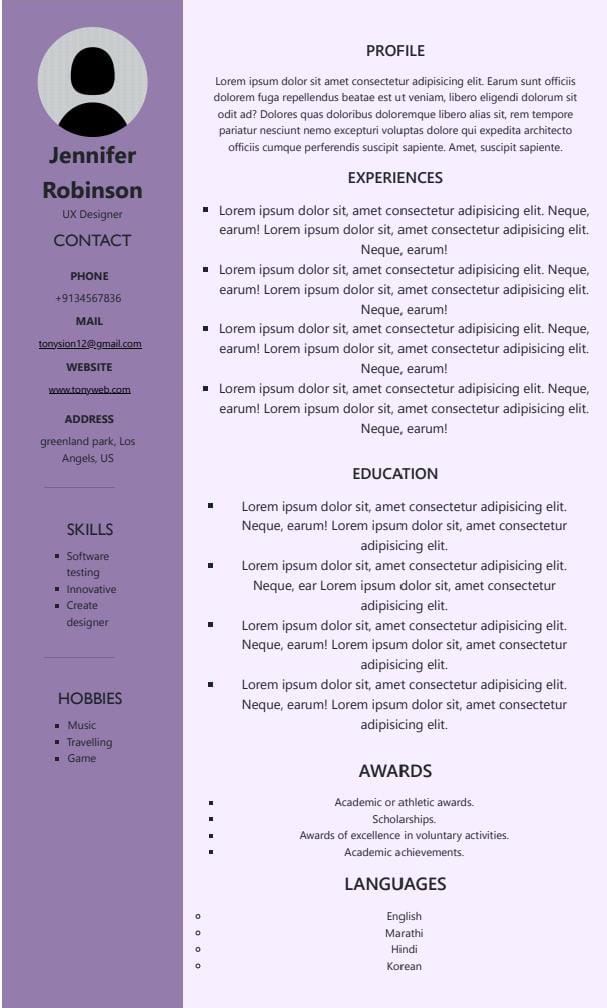 Jennifer
Robinson
UX Designer
CONTACT
PHONE
+9134567836
MAIL
tonysion12@gmail.com
WEBSITE
www.tonyweb.com
ADDRESS
greenland park, Los
Angels, US
SKILLS
Software
testing
Innovative
Create
designer
HOBBIES
Music
Travelling
Game
PROFILE
Lorem ipsum dolor sit amet consectetur adipisicing elit. Earum sunt officiis
dolorem fuga repellendus beatae est ut veniam, libero eligendi dolorum sit
odit ad? Dolores quas doloribus doloremque libero alias sit, rem tempore
pariatur nesciunt nemo excepturi voluptas dolore qui expedita architecto
officiis cumque perferendis suscipit sapiente. Amet, suscipit sapiente.
EXPERIENCES
Lorem ipsum dolor sit, amet consectetur adipisicing elit. Neque,
earum! Lorem ipsum dolor sit, amet consectetur adipisicing elit.
Neque, earum!
Lorem ipsum dolor sit, amet consectetur adipisicing elit. Neque,
earum! Lorem ipsum dolor sit, amet consectetur adipisicing elit.
Neque, earum!
Lorem ipsum dolor sit, amet consectetur adipisicing elit. Neque,
earum! Lorem ipsum dolor sit, amet consectetur adipisicing elit.
Neque, earum!
Lorem ipsum dolor sit, amet consectetur adipisicing elit. Neque,
earum! Lorem ipsum dolor sit, amet consectetur adipisicing elit.
Neque, earum!
EDUCATION
Lorem ipsum dolor sit, amet consectetur adipisicing elit.
Neque, earum! Lorem ipsum dolor sit, amet consectetur
adipisicing elit.
Lorem ipsum dolor sit, amet consectetur adipisicing elit.
Neque, ear Lorem ipsum dolor sit, amet consectetur
adipisicing elit.
Lorem ipsum dolor sit, amet consectetur adipisicing elit.
Neque, earum! Lorem ipsum dolor sit, amet consectetur
adipisicing elit.
Lorem ipsum dolor sit, amet consectetur adipisicing elit.
Neque, earum! Lorem ipsum dolor sit, amet consectetur
adipisicing elit.
AWARDS
Academic or athletic awards.
Scholarships.
Awards of excellence in voluntary activities.
Academic achievements.
LANGUAGES
English
Marathi
Hindi
Korean